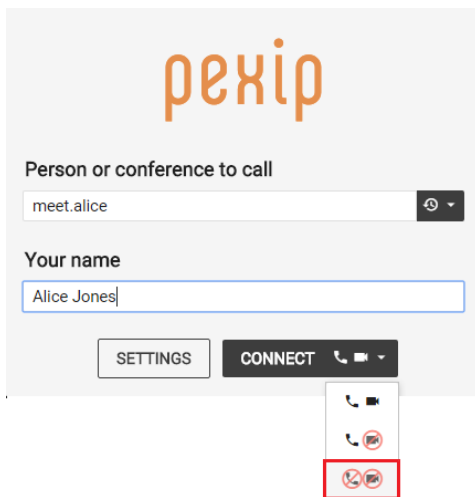 pexip
Person or conference to call
meet.alice
Your name
Alice Jones
SETTINGS CONNECT